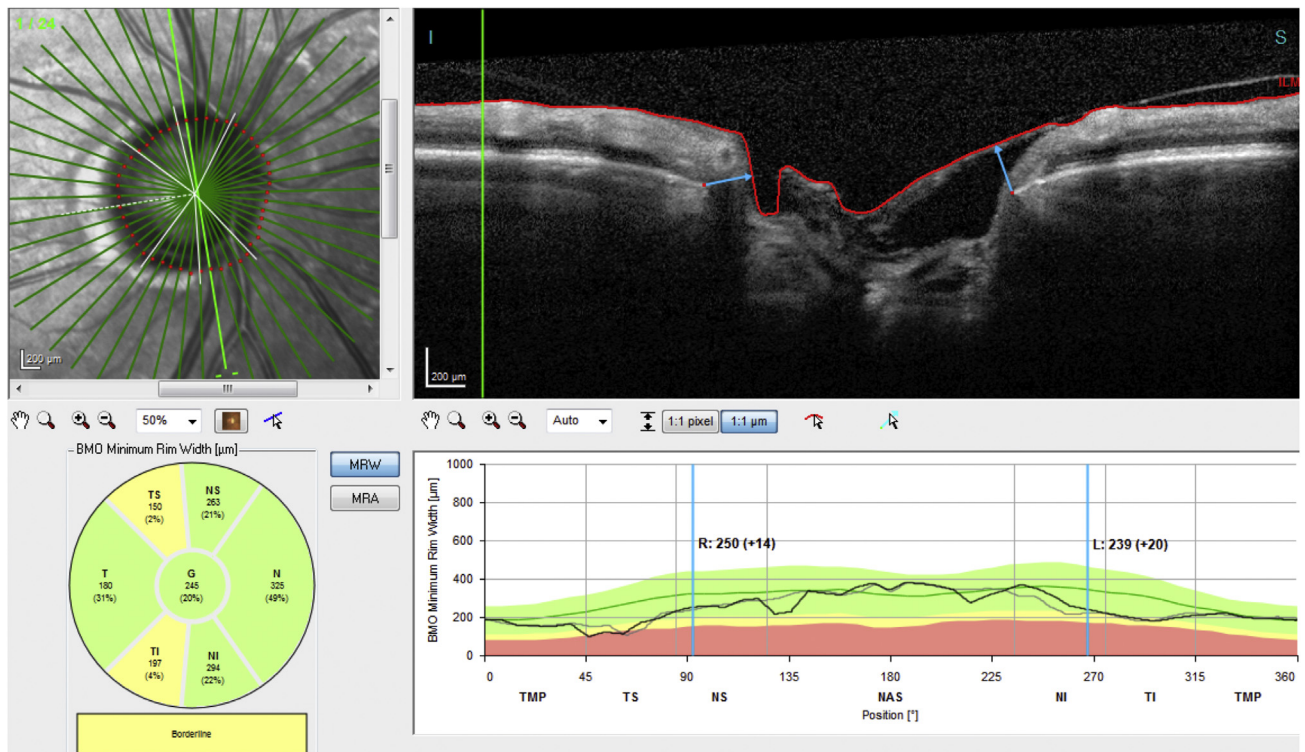 1 / 24
200 µm
I
S
ILM
200 µm
50%
Auto
1:1 pixel
1:1 µm
BMO Minimum Rim Width [µm]
MRW
MRA
TS
150
(2%)
NS
263
(21%)
T
180
(31%)
G
245
(20%)
N
325
(49%)
TI
197
(4%)
NI
294
(22%)
Borderline
BMO Minimum Rim Width [µm]
1000
800
600
400
200
0
R: 250 (+14)
L: 239 (+20)
0 45 90 135 180 225 270 315 360
TMP TS NS NAS NI TI TMP
Position [°]